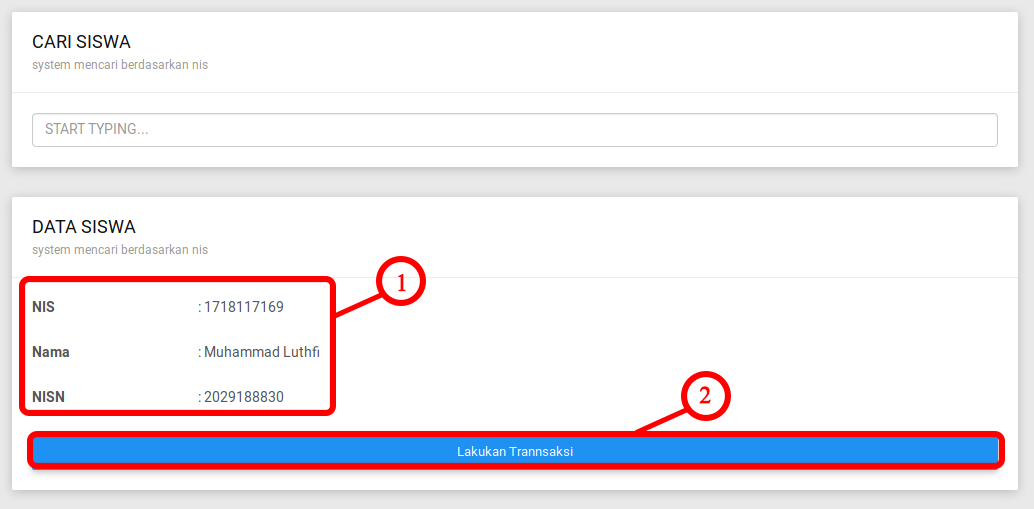 CARI SISWA
system mencari berdasarkan nis
START TYPING...
DATA SISWA
system mencari berdasarkan nis
1
NIS : 1718117169
Nama : Muhammad Luthfi
NISN : 2029188830
2
Lakukan Trannsaksi